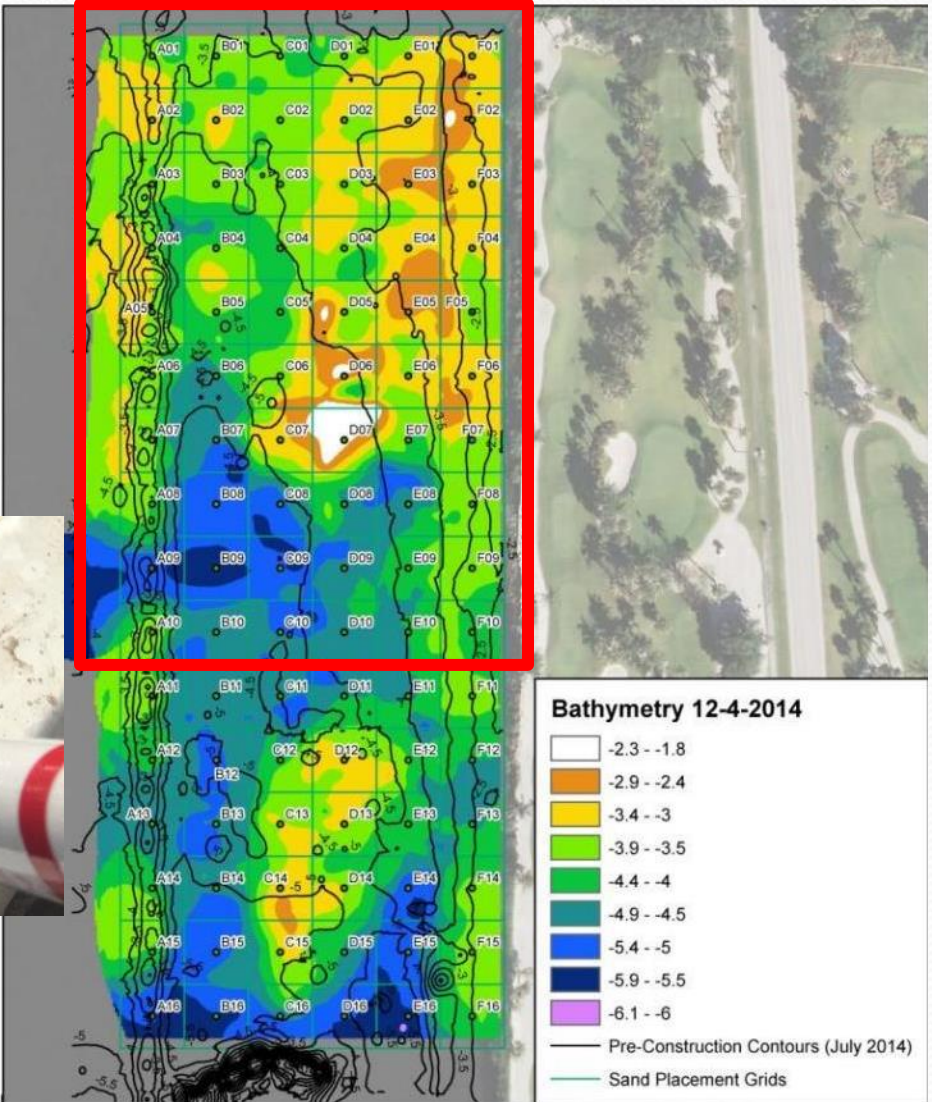 A01 B01 C01 D01 E01 F01
A02 B02 C02 D02 E02 F02
A03 B03 C03 D03 E03 F03
A04 B04 C04 D04 E04 F04
A05 B05 C05 D05 E05 F05
A06 B06 C06 D06 E06 F06
A07 B07 C07 D07 E07 F07
A08 B08 C08 D08 E08 F08
A09 B09 C09 D09 E09 F09
A10 B10 C10 D10 E10 F10
A11 B11 C11 D11 E11 F11
A12 B12 C12 D12 E12 F12
A13 B13 C13 D13 E13 F13
A14 B14 C14 D14 E14 F14
A15 B15 C15 D15 E15 F15
A16 B16 C16 D16 E16 F16
Bathymetry 12-4-2014
-2.3 - -1.8
-2.9 - -2.4
-3.4 - -3
-3.9 - -3.5
-4.4 - -4
-4.9 - -4.5
-5.4 - -5
-5.9 - -5.5
-6.1 - -6
Pre-Construction Contours (July 2014)
Sand Placement Grids